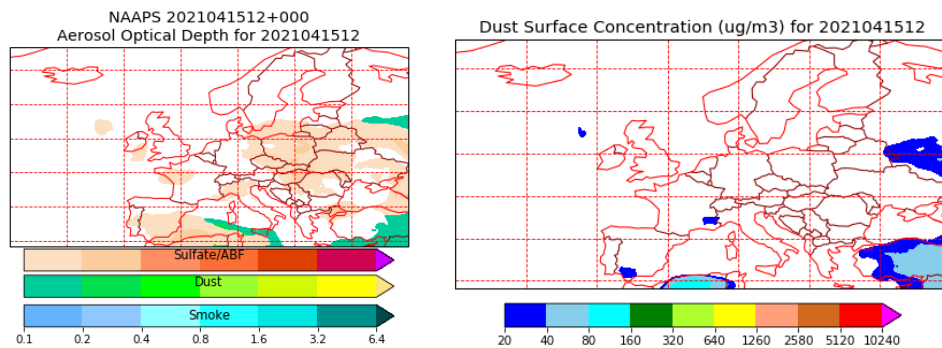 NAAPS 2021041512+000
Aerosol Optical Depth for 2021041512
Sulfate/ABF
Dust
Smoke
0.1 0.2 0.4 0.8 1.6 3.2 6.4
Dust Surface Concentration (ug/m3) for 2021041512
20 40 80 160 320 640 1260 2580 5120 10240